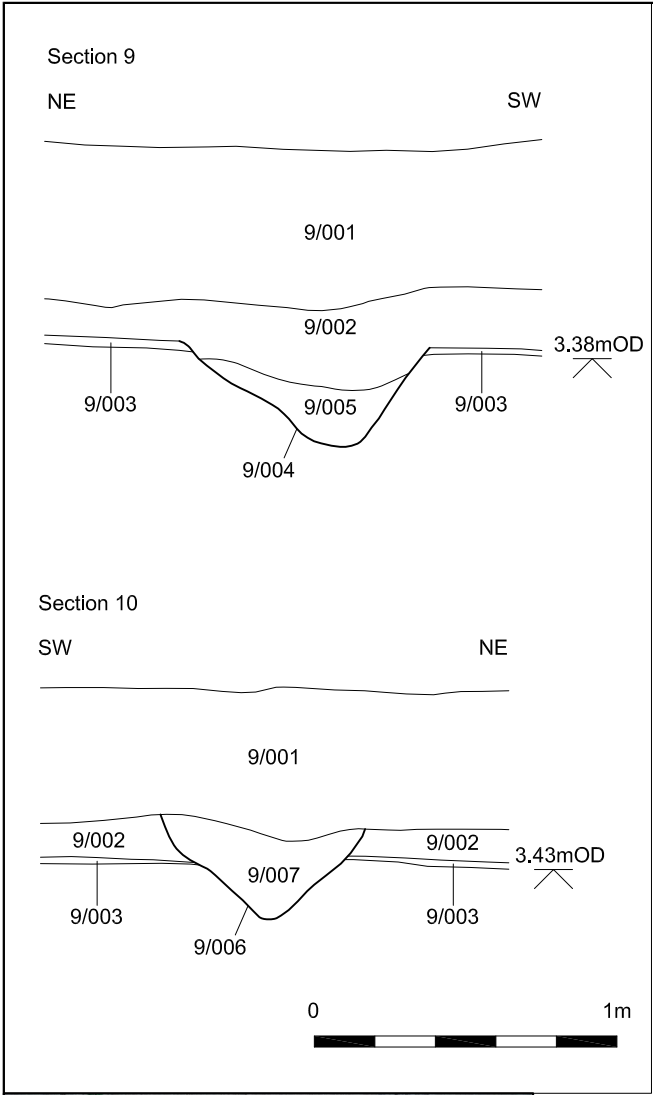 Section 9
NE SW
9/001
9/002
3.38mOD
9/003 9/005 9/003
9/004
Section 10
SW NE
9/001
9/002 9/002
3.43mOD
9/007
9/003 9/003
9/006
0 1m